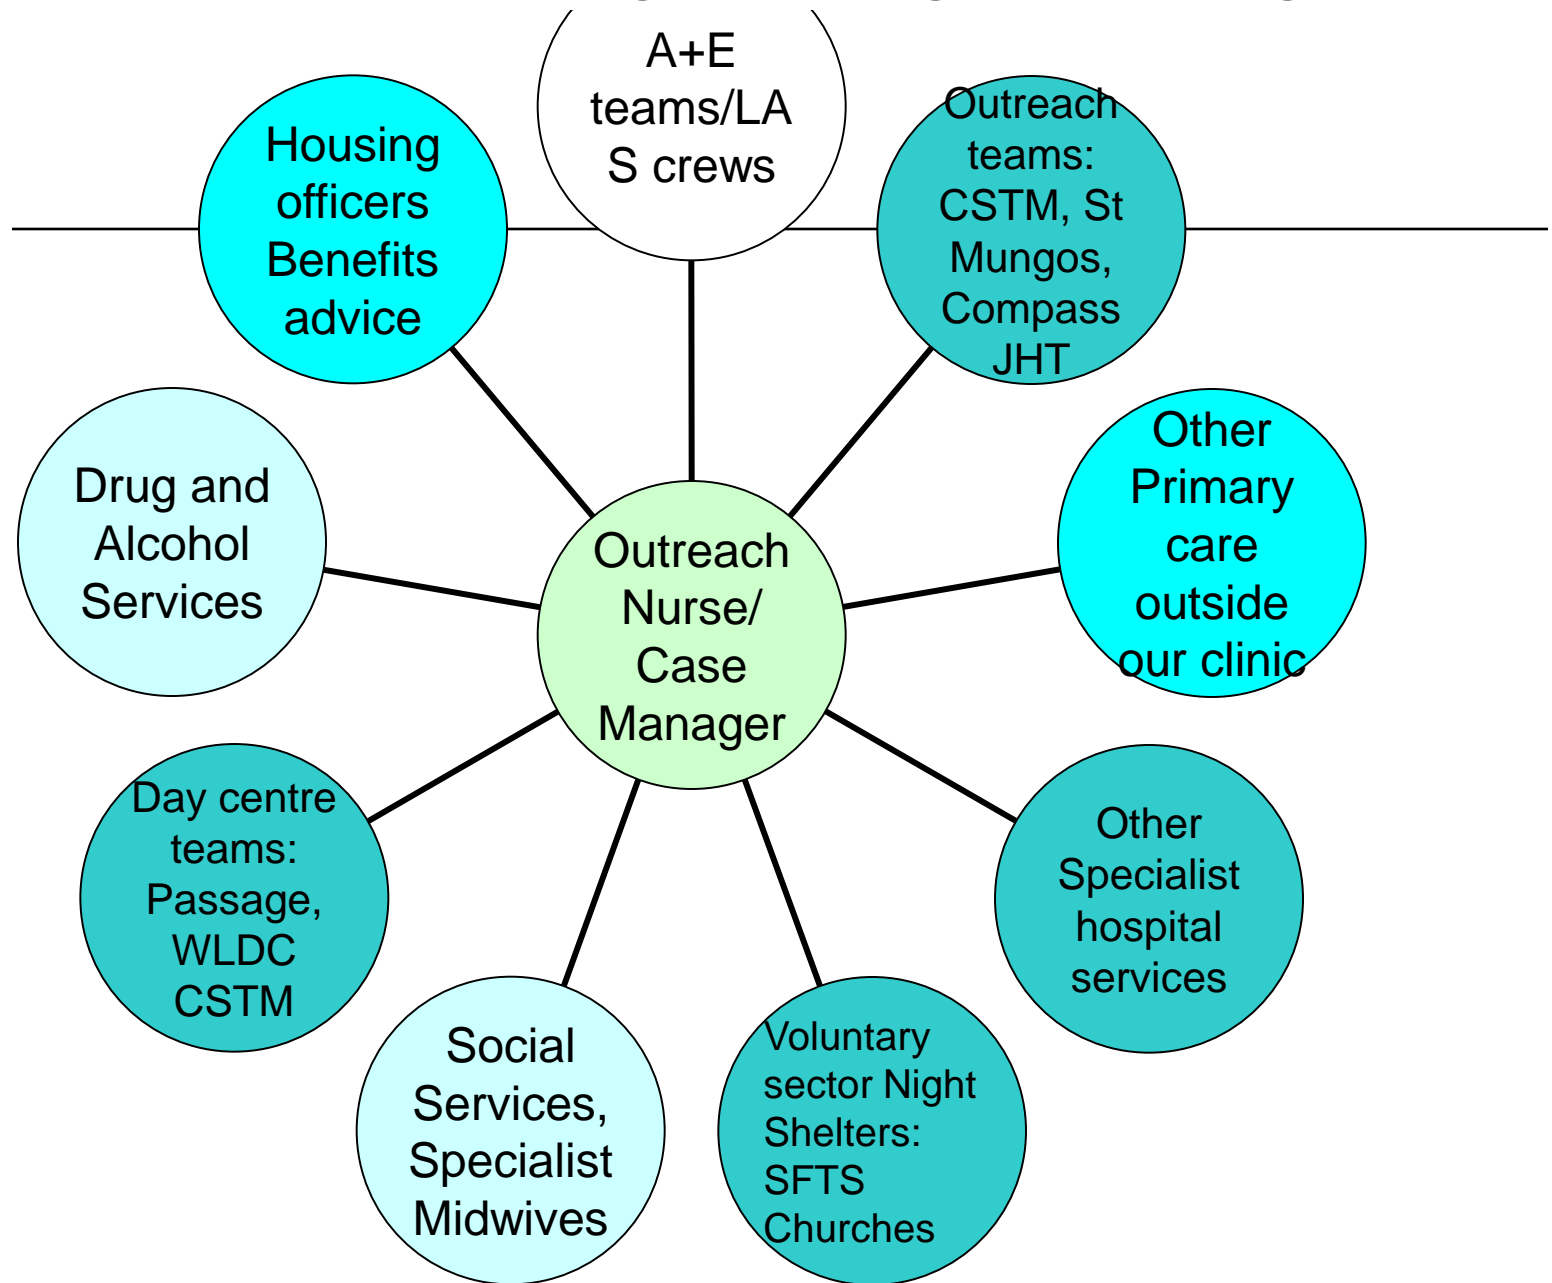 A+E
teams/LA
S crews
Outreach
teams:
CSTM, St
Mungos,
Compass
JHT
Other
Primary
care
outside
our clinic
Other
Specialist
hospital
services
Voluntary
sector Night
Shelters:
SFTS
Churches
Social
Services,
Specialist
Midwives
Day centre
teams:
Passage,
WLDC
CSTM
Drug and
Alcohol
Services
Housing
officers
Benefits
advice
Outreach
Nurse/
Case
Manager